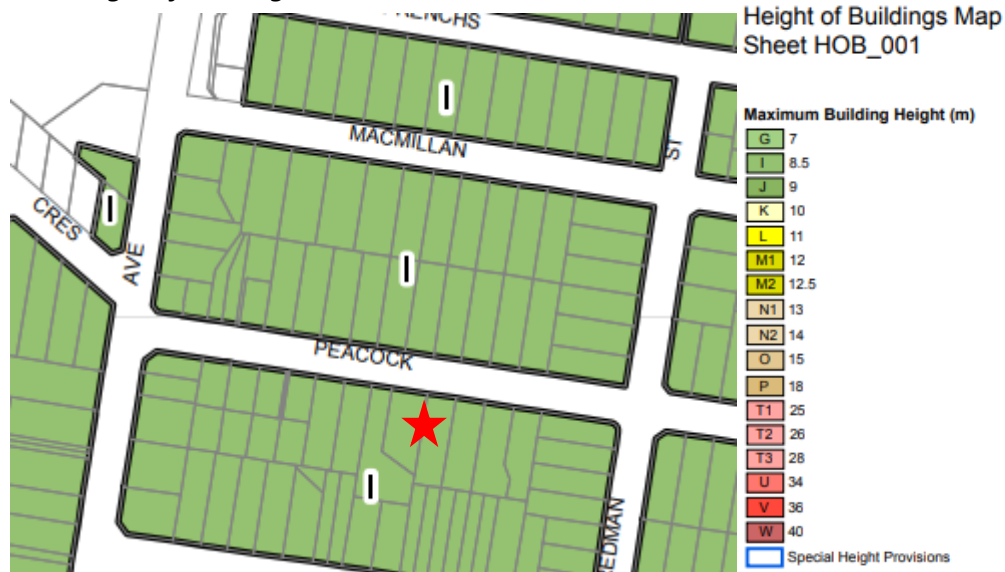 Height of Buildings Map
Sheet HOB_001
Maximum Building Height (m)
G 7
I 8.5
J 9
K 10
L 11
M1 12
M2 12.5
N1 13
N2 14
O 15
P 18
T1 25
T2 26
T3 28
U 34
V 36
W 40
Special Height Provisions
I
MACMILLAN
ST
I
CRES
AVE
I
PEACOCK
I